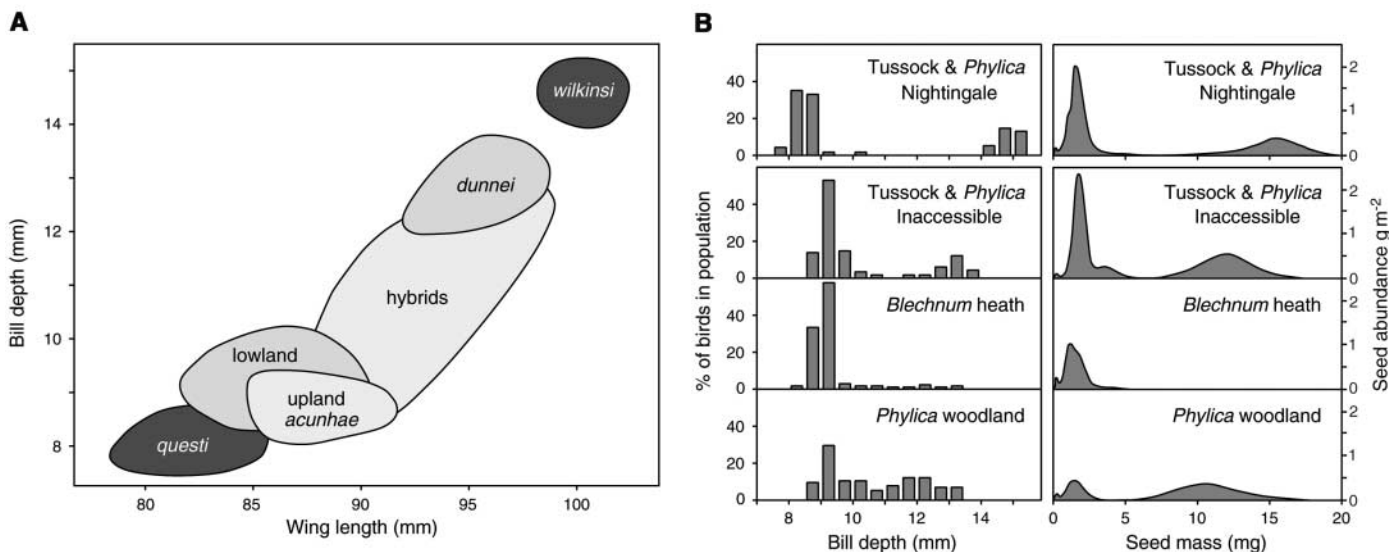 A
Bill depth (mm)
14
12
10
8
wilkinsi
dunnei
hybrids
lowland
upland
acunhae
questi
80 85 90 95 100
Wing length (mm)
B
% of birds in population
40
20
0
Tussock & Phylica
Nightingale
40
20
0
Tussock & Phylica
Inaccessible
40
20
0
Blechnum heath
40
20
0
Phylica woodland
8 10 12 14
Bill depth (mm)
Tussock & Phylica
Nightingale
2
1
0
Tussock & Phylica
Inaccessible
2
1
0
Blechnum heath
2
1
0
Phylica woodland
2
1
0
0 5 10 15 20
Seed mass (mg)
Seed abundance g m-2